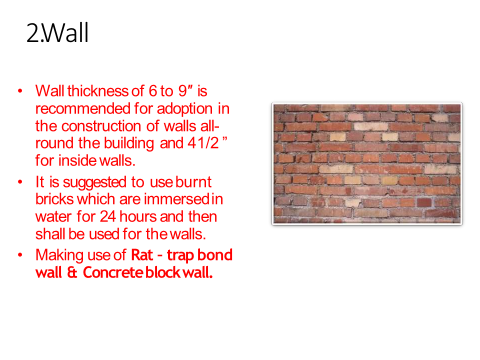 2.Wall
• Wall thickness of 6 to 9″ is
recommended for adoption in
the construction of walls all-
round the building and 41/2 ”
for inside walls.
• It is suggested to use burnt
bricks which are immersed in
water for 24 hours and then
shall be used for the walls.
• Making use of Rat – trap bond
wall & Concrete block wall.